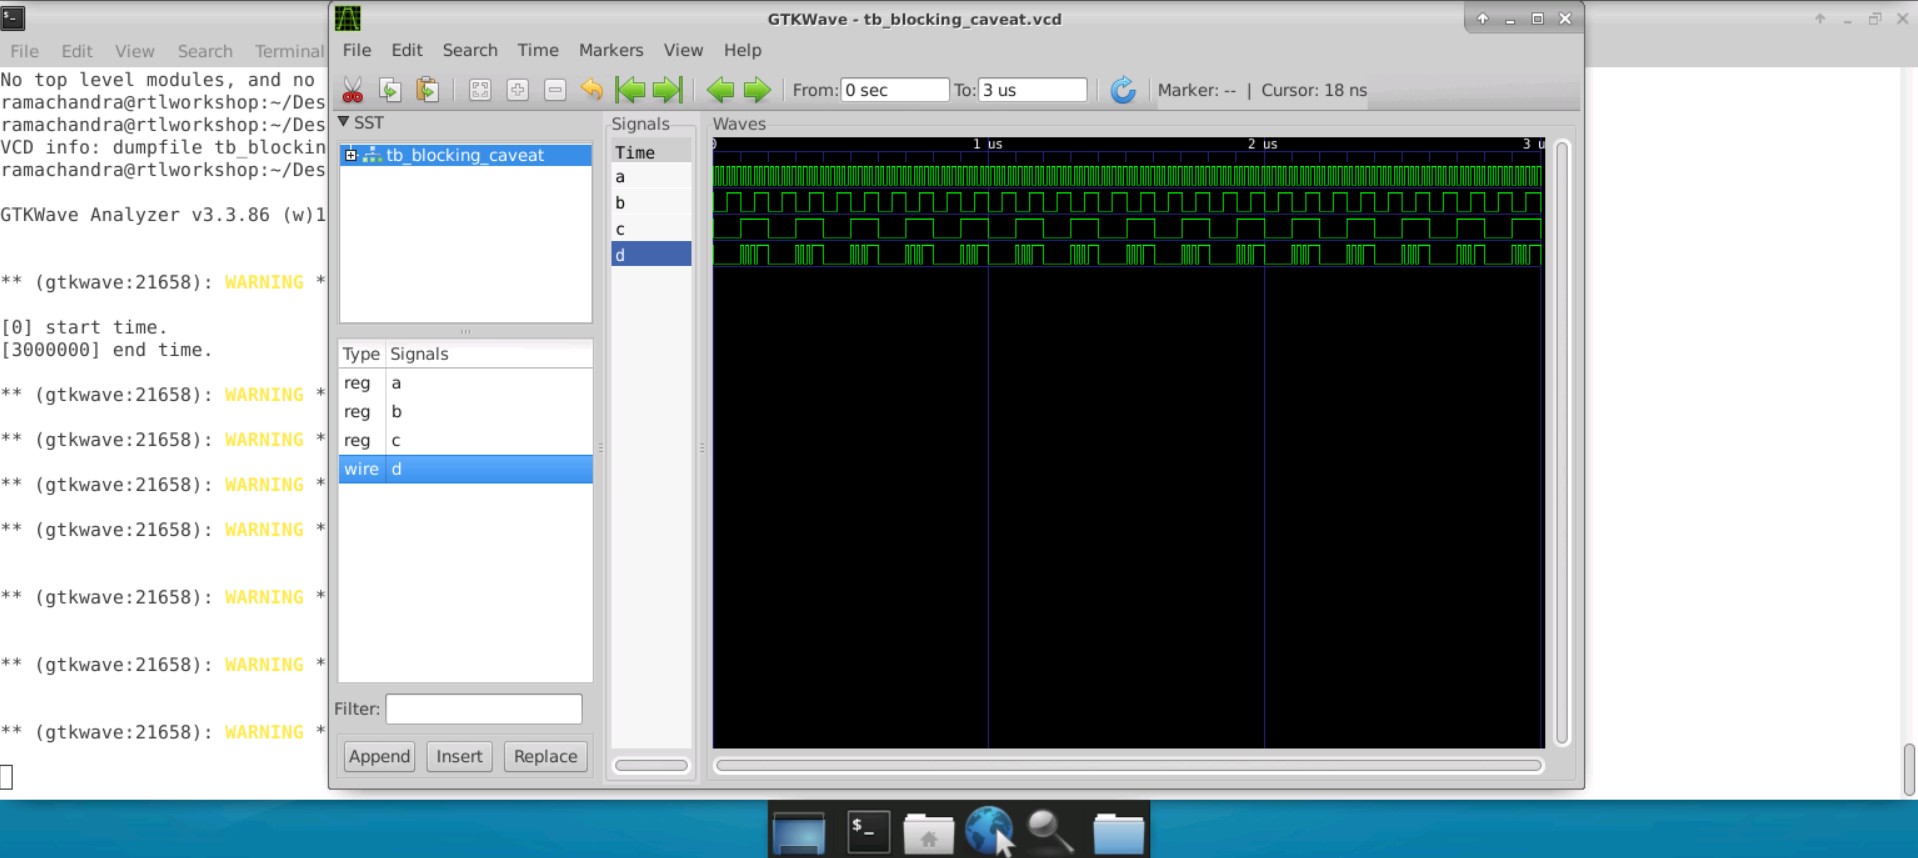 File Edit View Search Terminal
No top level modules, and no
ramachandra@rtlworkshop:~/Des
ramachandra@rtlworkshop:~/Des
VCD info: dumpfile tb_blockin
ramachandra@rtlworkshop:~/Des
GTKWave Analyzer v3.3.86 (w)1
** (gtkwave:21658): WARNING *
[0] start time.
[3000000] end time.
** (gtkwave:21658): WARNING *
** (gtkwave:21658): WARNING *
** (gtkwave:21658): WARNING *
** (gtkwave:21658): WARNING *
** (gtkwave:21658): WARNING *
** (gtkwave:21658): WARNING *
** (gtkwave:21658): WARNING *
GTKWave - tb_blocking_caveat.vcd
File Edit Search Time Markers View Help
From: 0 sec To: 3 us Marker: -- | Cursor: 18 ns
SST
tb_blocking_caveat
Type Signals
reg a
reg b
reg c
wire d
Filter:
Append Insert Replace
Signals
Time
a
b
c
d
Waves
0 1 us 2 us 3 u
$_